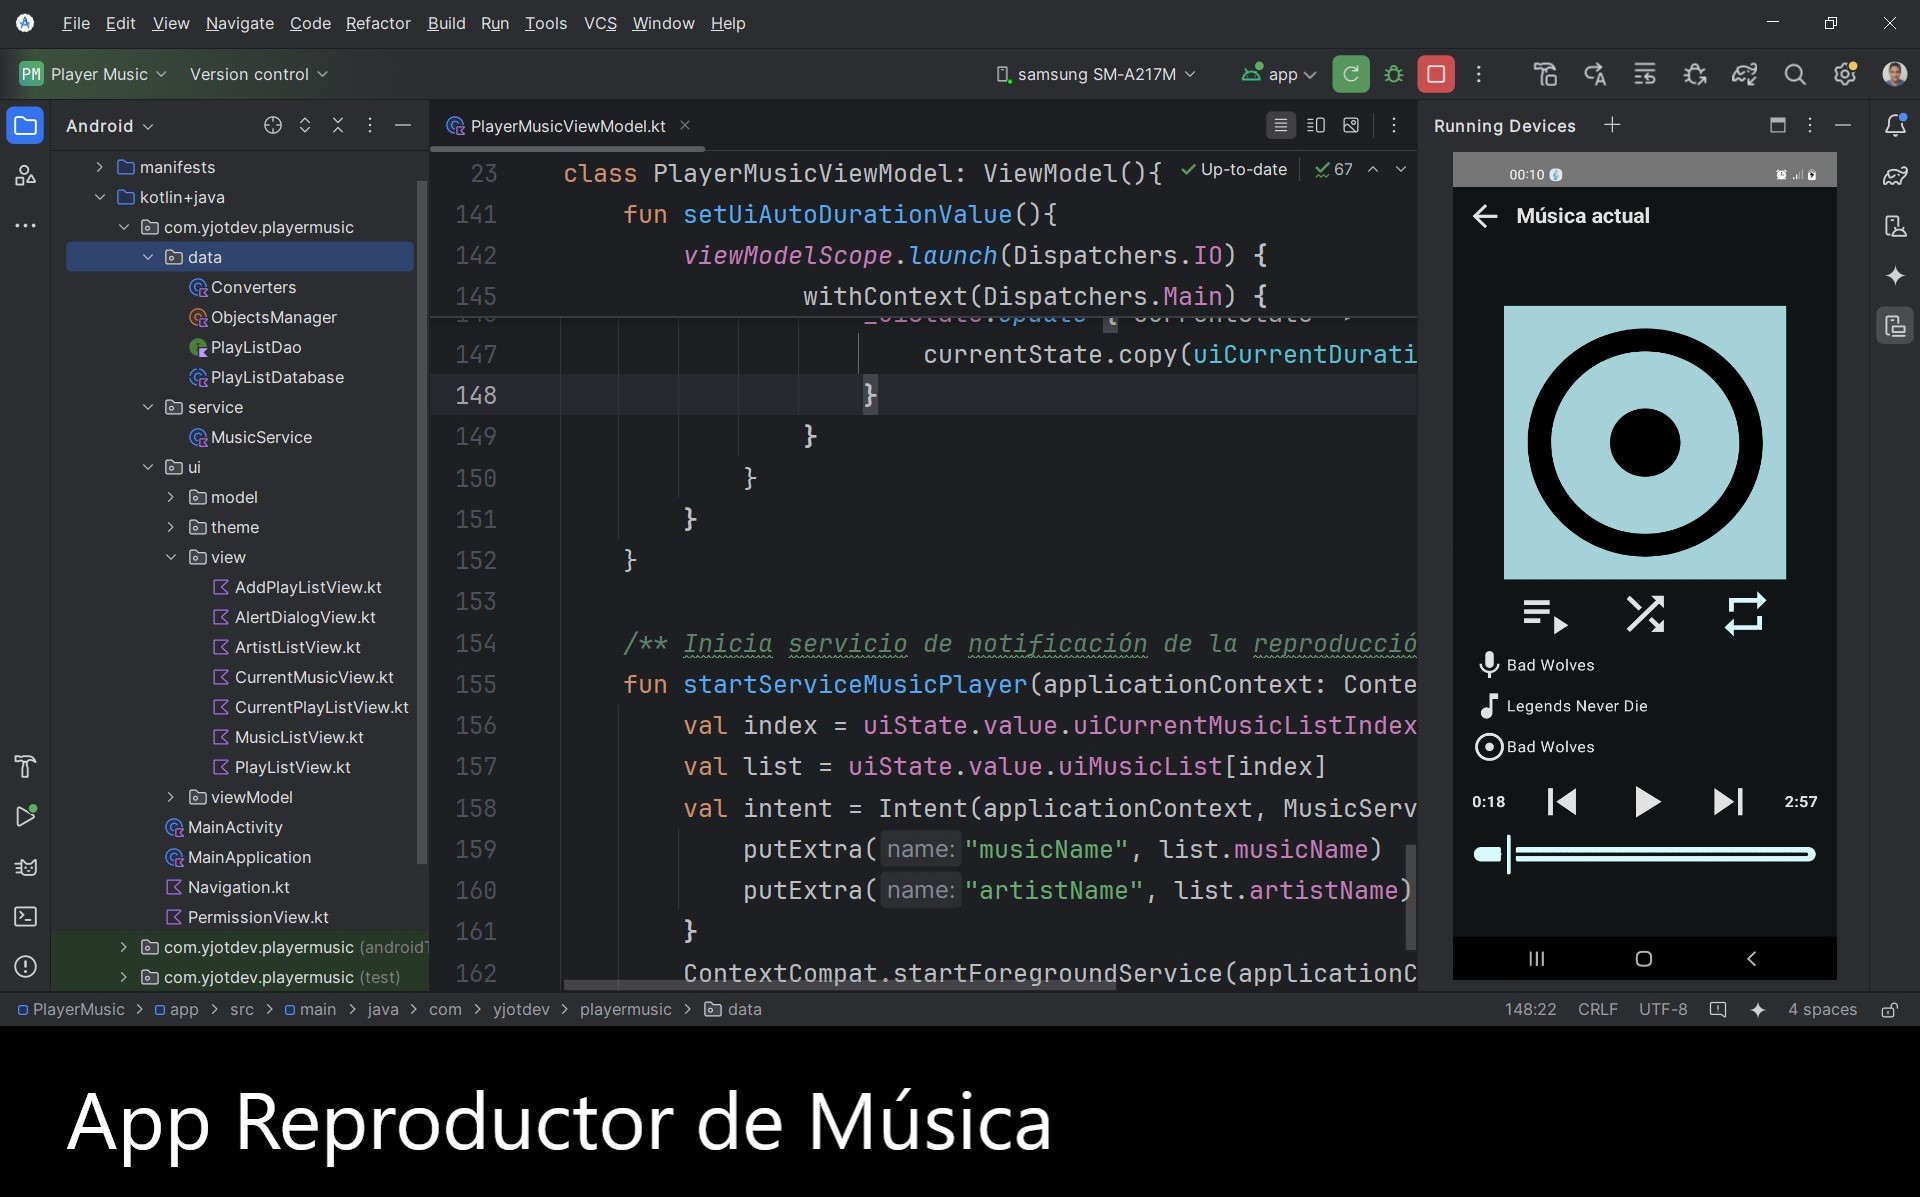 File Edit View Navigate Code Refactor Build Run Tools VCS Window Help
PM Player Music Version control samsung SM-A217M app
Android
manifests
kotlin+java
com.yjotdev.playermusic
data
Converters
ObjectsManager
PlayListDao
PlayListDatabase
service
MusicService
ui
model
theme
view
AddPlayListView.kt
AlertDialogView.kt
ArtistListView.kt
CurrentMusicView.kt
CurrentPlayListView.kt
MusicListView.kt
PlayListView.kt
viewModel
MainActivity
MainApplication
Navigation.kt
PermissionView.kt
com.yjotdev.playermusic (androidT
com.yjotdev.playermusic (test)
PlayerMusicViewModel.kt
Up-to-date 67
23 class PlayerMusicViewModel: ViewModel(){
141 fun setUiAutoDurationValue(){
142 viewModelScope.launch(Dispatchers.IO) {
145 withContext(Dispatchers.Main) {
147 currentState.copy(uiCurrentDurati
148 }
149 }
150 }
151 }
152 }
153
154 /** Inicia servicio de notificación de la reproducció
155 fun startServiceMusicPlayer(applicationContext: Conte
156 val index = uiState.value.uiCurrentMusicListIndex
157 val list = uiState.value.uiMusicList[index]
158 val intent = Intent(applicationContext, MusicServ
159 putExtra( name: "musicName", list.musicName)
160 putExtra( name: "artistName", list.artistName)
161 }
162 ContextCompat.startForegroundService(applicationC
Running Devices
00:10
Música actual
Bad Wolves
Legends Never Die
Bad Wolves
0:18 2:57
PlayerMusic > app > src > main > java > com > yjotdev > playermusic > data
148:22 CRLF UTF-8 4 spaces
App Reproductor de Música